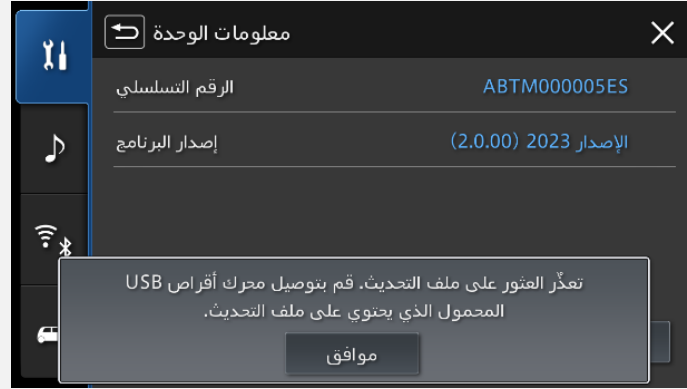 معلومات الوحدة
الرقم التسلسلي ABTM000005ES
إصدار البرنامج الإصدار 2023 (2.0.00)
تعذّر العثور على ملف التحديث. قم بتوصيل محرك أقراص USB
المحمول الذي يحتوي على ملف التحديث.
موافق